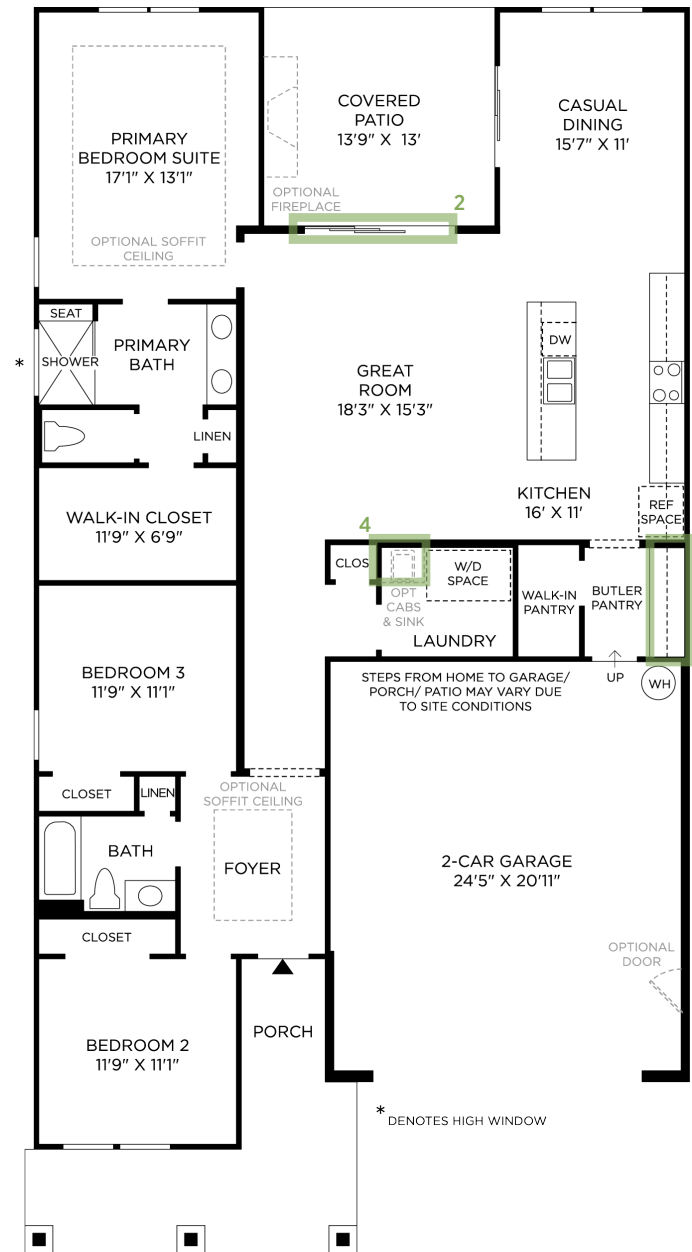 COVERED
PATIO
13'9" X 13'
CASUAL
DINING
15'7" X 11'
PRIMARY
BEDROOM SUITE
17'1" X 13'1"
OPTIONAL
FIREPLACE
2
OPTIONAL SOFFIT
CEILING
SEAT
*
SHOWER
PRIMARY
BATH
LINEN
GREAT
ROOM
18'3" X 15'3"
DW
KITCHEN
16' X 11'
REF
SPACE
WALK-IN CLOSET
11'9" X 6'9"
4
CLOS
OPT
CABS
& SINK
W/D
SPACE
LAUNDRY
WALK-IN
PANTRY
BUTLER
PANTRY
UP
WH
STEPS FROM HOME TO GARAGE/
PORCH/ PATIO MAY VARY DUE
TO SITE CONDITIONS
BEDROOM 3
11'9" X 11'1"
CLOSET
LINEN
OPTIONAL
SOFFIT CEILING
BATH
FOYER
2-CAR GARAGE
24'5" X 20'11"
CLOSET
OPTIONAL
DOOR
BEDROOM 2
11'9" X 11'1"
PORCH
* DENOTES HIGH WINDOW